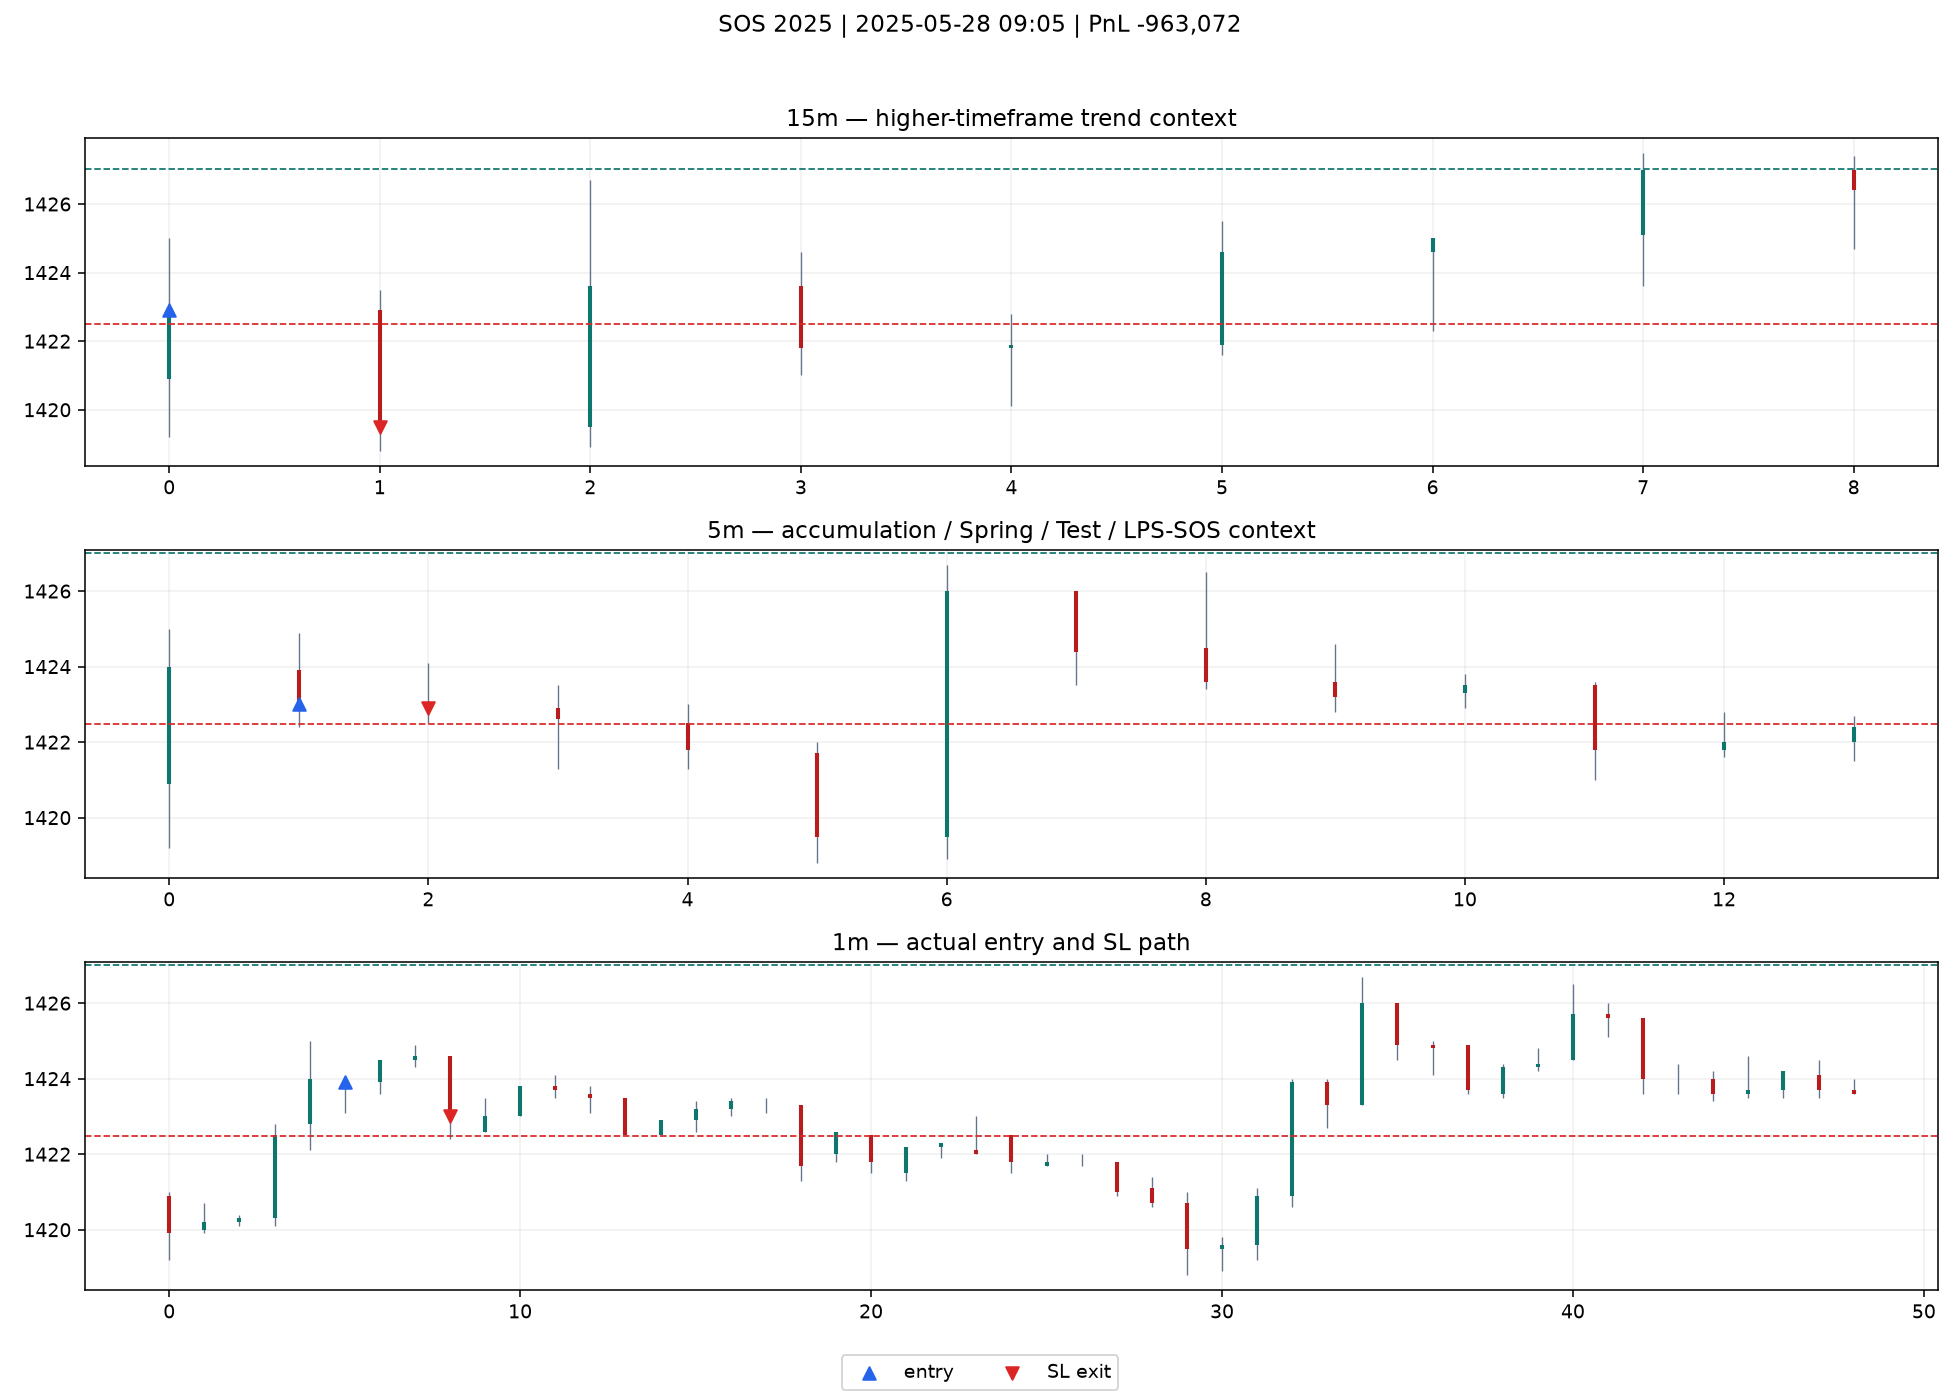 SOS 2025 | 2025-05-28 09:05 | PnL -963,072
15m — higher-timeframe trend context
1426
1424
1422
1420
0 1 2 3 4 5 6 7 8
5m — accumulation / Spring / Test / LPS-SOS context
1426
1424
1422
1420
0 2 4 6 8 10 12
1m — actual entry and SL path
1426
1424
1422
1420
0 10 20 30 40 50
entry SL exit